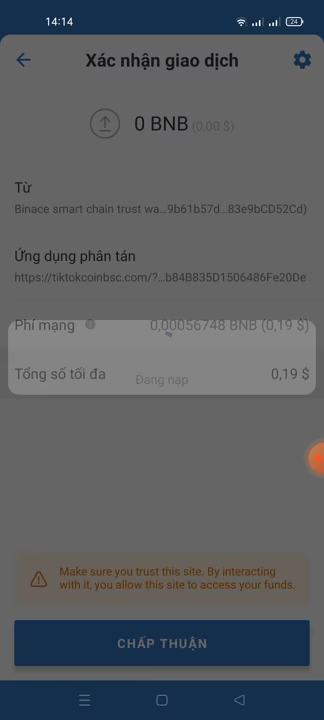 14:14
24
Xác nhận giao dịch
0 BNB (0,00 $)
Từ
Binace smart chain trust wa...9b61b57d...83e9bCD52Cd)
Ứng dụng phân tán
https://tiktokcoinbsc.com/?...b84B835D1506486Fe20De
Phí mạng 0,00056748 BNB (0,19 $)
Tổng số tối đa 0,19 $
Đang nạp
Make sure you trust this site. By interacting
with it, you allow this site to access your funds.
CHẤP THUẬN